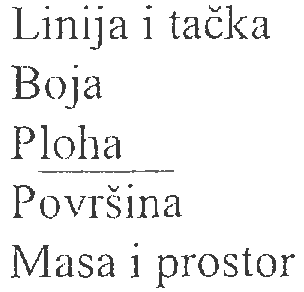 Linija i tačka
Boja
Ploha
Površina
Masa i prostor